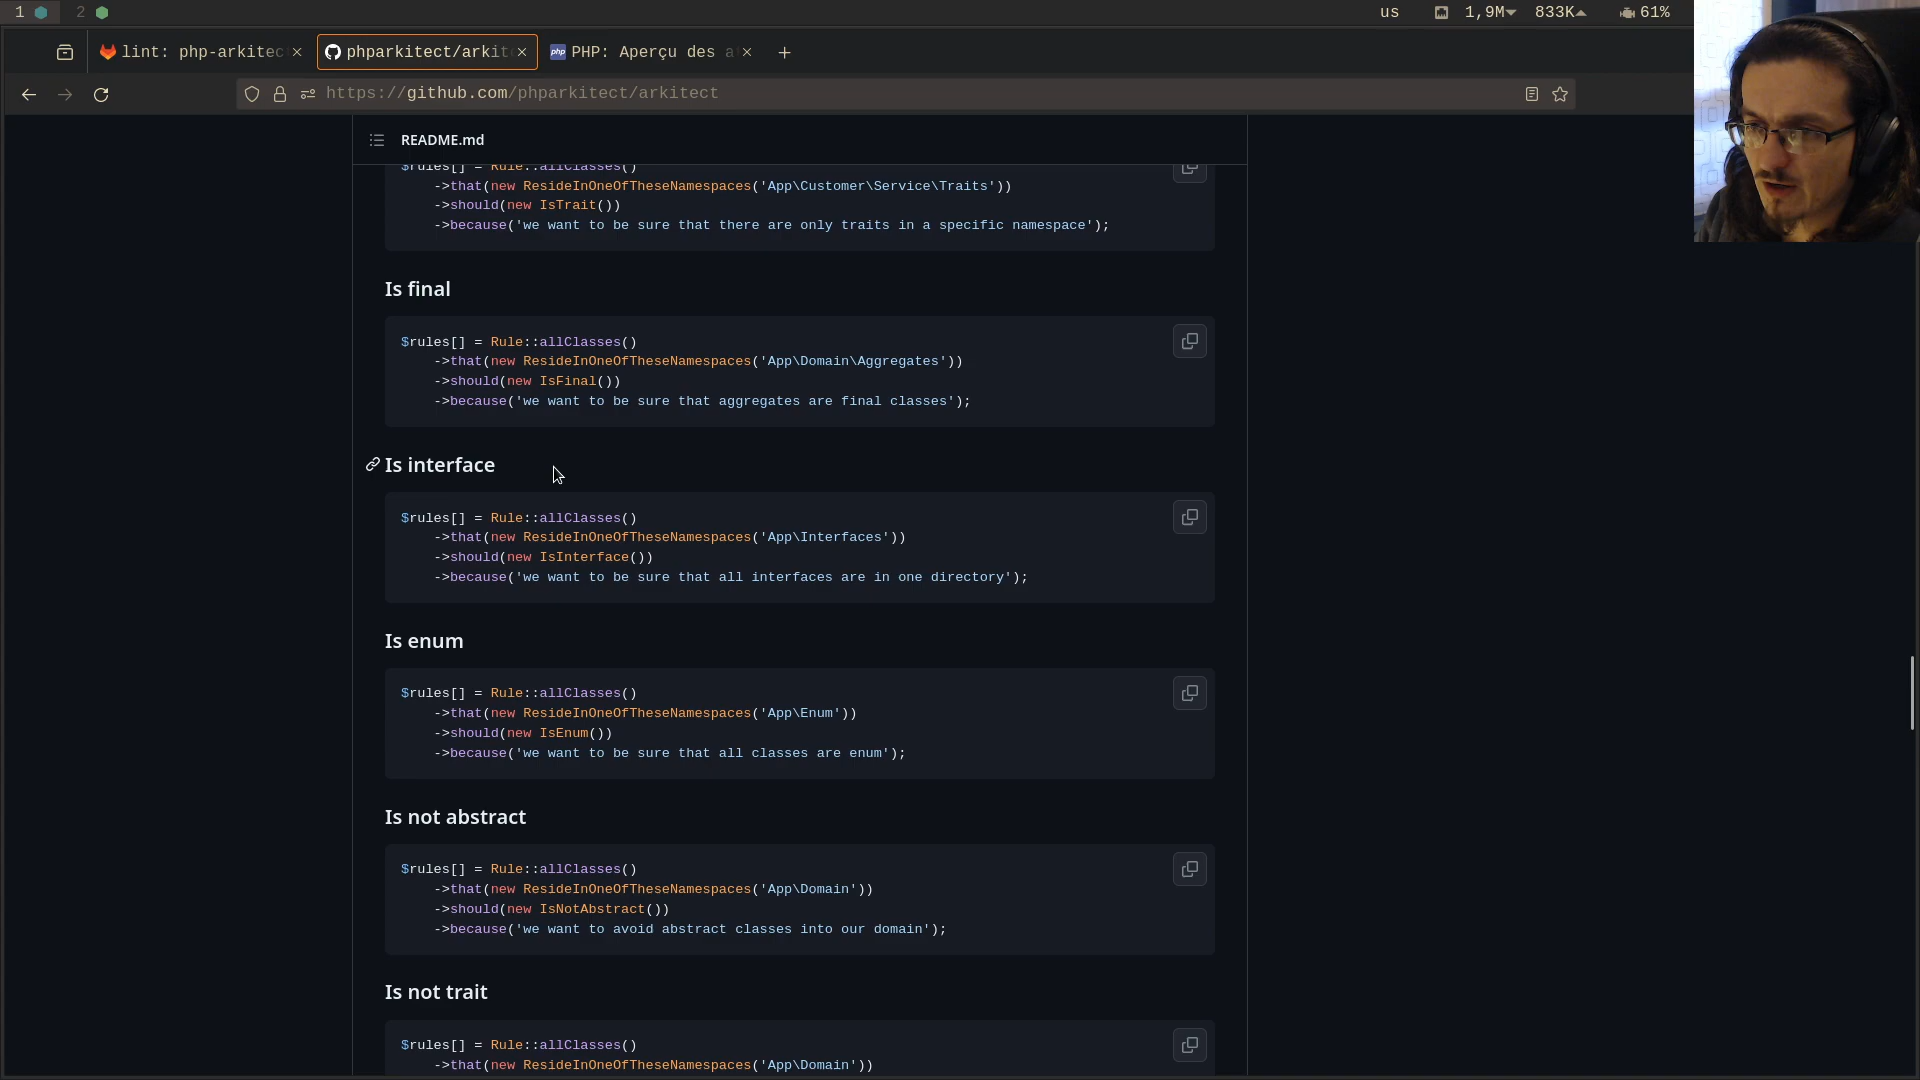 1 2 us 1,9M 833K 61%
lint: php-arkitec phparkitect/arkit PHP: Aperçu des a
https://github.com/phparkitect/arkitect
README.md
$rules[] = Rule::allClasses()
->that(new ResideInOneOfTheseNamespaces('App\Customer\Service\Traits'))
->should(new IsTrait())
->because('we want to be sure that there are only traits in a specific namespace');
Is final
$rules[] = Rule::allClasses()
->that(new ResideInOneOfTheseNamespaces('App\Domain\Aggregates'))
->should(new IsFinal())
->because('we want to be sure that aggregates are final classes');
Is interface
$rules[] = Rule::allClasses()
->that(new ResideInOneOfTheseNamespaces('App\Interfaces'))
->should(new IsInterface())
->because('we want to be sure that all interfaces are in one directory');
Is enum
$rules[] = Rule::allClasses()
->that(new ResideInOneOfTheseNamespaces('App\Enum'))
->should(new IsEnum())
->because('we want to be sure that all classes are enum');
Is not abstract
$rules[] = Rule::allClasses()
->that(new ResideInOneOfTheseNamespaces('App\Domain'))
->should(new IsNotAbstract())
->because('we want to avoid abstract classes into our domain');
Is not trait
$rules[] = Rule::allClasses()
->that(new ResideInOneOfTheseNamespaces('App\Domain'))